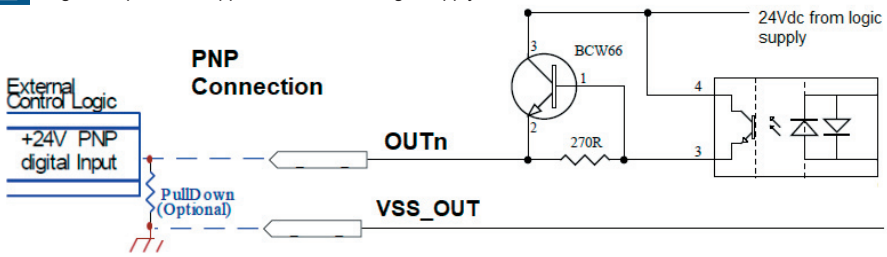 24Vdc from logic
supply
3
BCW66
PNP
Connection
1
4
External
Control Logic
+24V PNP
digital Input
2
OUTn
270R
3
PullDown
(Optional)
VSS_OUT